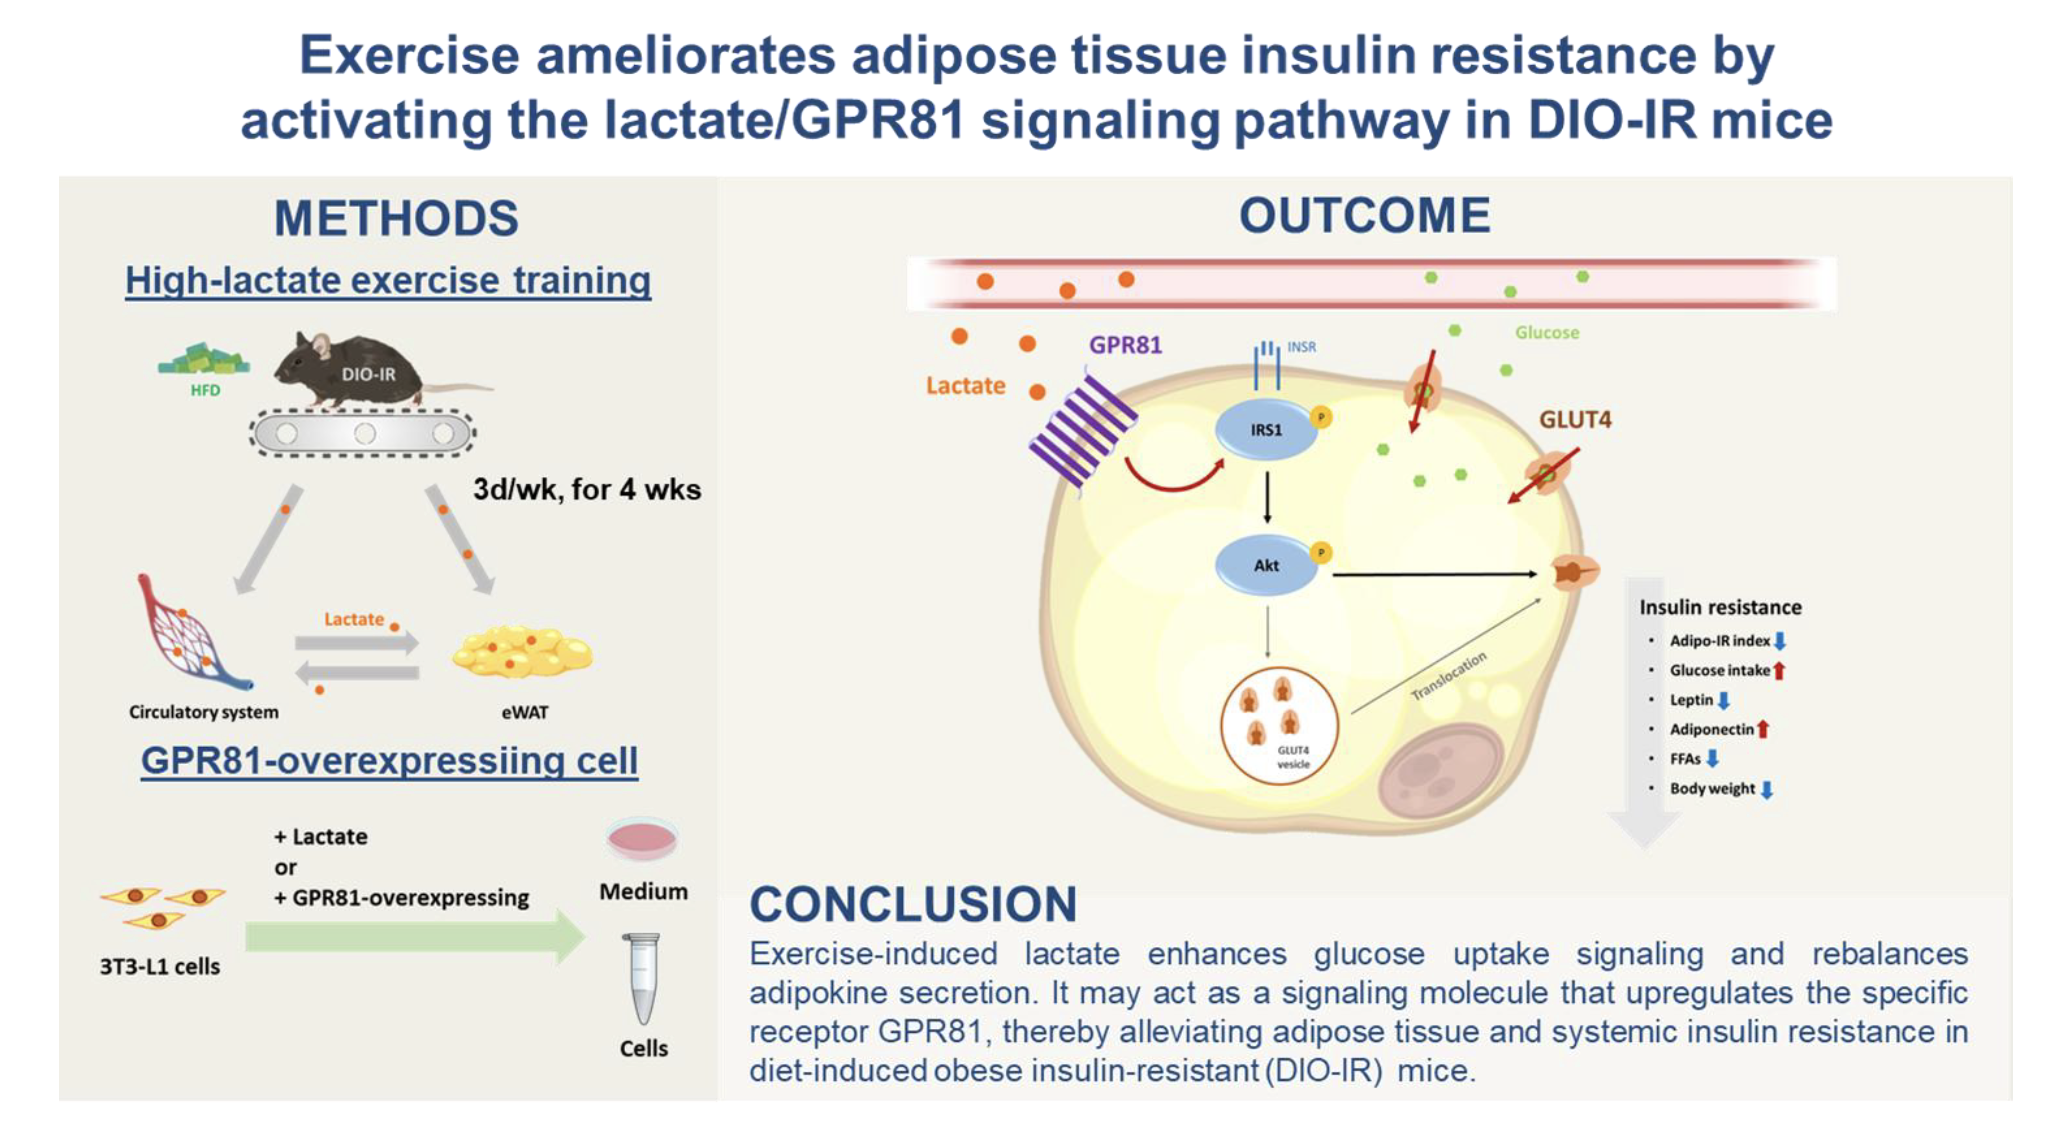 Exercise ameliorates adipose tissue insulin resistance by
activating the lactate/GPR81 signaling pathway in DIO-IR mice
METHODS
High-lactate exercise training
HFD
DIO-IR
3d/wk, for 4 wks
Lactate
Circulatory system
eWAT
GPR81-overexpressiing cell
+ Lactate
or
+ GPR81-overexpressing
3T3-L1 cells
Medium
Cells
OUTCOME
Lactate
GPR81
INSR
Glucose
GLUT4
IRS1
P
Akt
P
Translocation
GLUT4
vesicle
Insulin resistance
• Adipo-IR index
• Glucose intake
• Leptin
• Adiponectin
• FFAs
• Body weight
CONCLUSION
Exercise-induced lactate enhances glucose uptake signaling and rebalances
adipokine secretion. It may act as a signaling molecule that upregulates the specific
receptor GPR81, thereby alleviating adipose tissue and systemic insulin resistance in
diet-induced obese insulin-resistant (DIO-IR) mice.